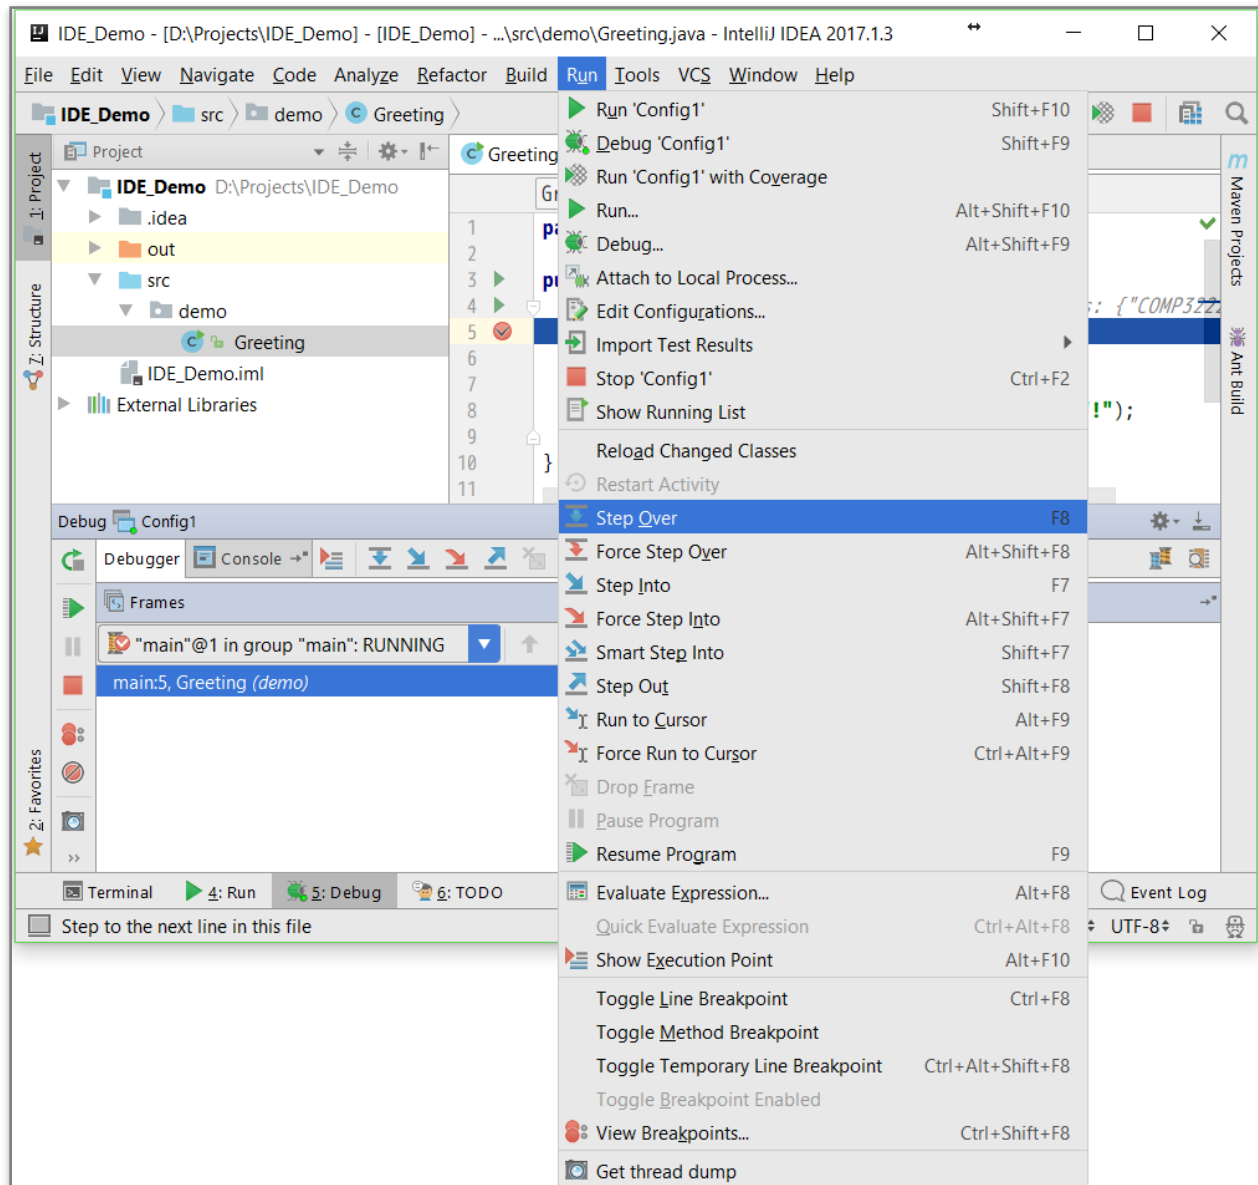 IDE_Demo - [D:\Projects\IDE_Demo] - [IDE_Demo] - ...\src\demo\Greeting.java - IntelliJ IDEA 2017.1.3
File Edit View Navigate Code Analyze Refactor Build Run Tools VCS Window Help
IDE_Demo src demo Greeting
Project
Greeting
1: Project
Z: Structure
2: Favorites
IDE_Demo D:\Projects\IDE_Demo
.idea
out
src
demo
Greeting
IDE_Demo.iml
External Libraries
1
2
3
4 : {"COMP3222
5
6
7
8 !");
9
10 }
11
Maven Projects
Ant Build
Run 'Config1' Shift+F10
Debug 'Config1' Shift+F9
Run 'Config1' with Coverage
Run... Alt+Shift+F10
Debug... Alt+Shift+F9
Attach to Local Process...
Edit Configurations...
Import Test Results
Stop 'Config1' Ctrl+F2
Show Running List
Reload Changed Classes
Restart Activity
Step Over F8
Force Step Over Alt+Shift+F8
Step Into F7
Force Step Into Alt+Shift+F7
Smart Step Into Shift+F7
Step Out Shift+F8
Run to Cursor Alt+F9
Force Run to Cursor Ctrl+Alt+F9
Drop Frame
Pause Program
Resume Program F9
Evaluate Expression... Alt+F8
Quick Evaluate Expression Ctrl+Alt+F8
Show Execution Point Alt+F10
Toggle Line Breakpoint Ctrl+F8
Toggle Method Breakpoint
Toggle Temporary Line Breakpoint Ctrl+Alt+Shift+F8
Toggle Breakpoint Enabled
View Breakpoints... Ctrl+Shift+F8
Get thread dump
Debug Config1
Debugger Console
Frames
"main"@1 in group "main": RUNNING
main:5, Greeting (demo)
Terminal 4: Run 5: Debug 6: TODO Event Log
Step to the next line in this file UTF-8